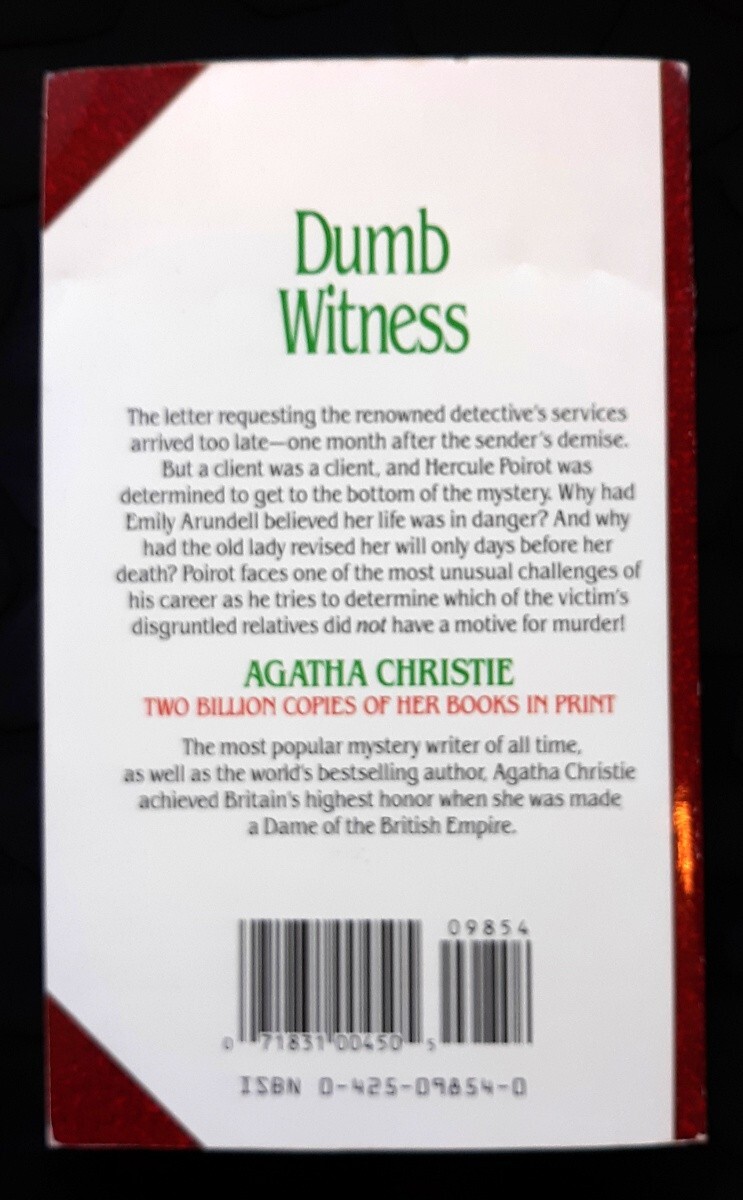 Dumb
Witness
The letter requesting the renowned detective's services
arrived too late—one month after the sender's demise.
But a client was a client, and Hercule Poirot was
determined to get to the bottom of the mystery. Why had
Emily Arundell believed her life was in danger? And why
had the old lady revised her will only days before her
death? Poirot faces one of the most unusual challenges of
his career as he tries to determine which of the victim's
disgruntled relatives did not have a motive for murder!
AGATHA CHRISTIE
TWO BILLION COPIES OF HER BOOKS IN PRINT
The most popular mystery writer of all time,
as well as the world's bestselling author, Agatha Christie
achieved Britain's highest honor when she was made
a Dame of the British Empire.
09854
0 71831 00450 5
ISBN 0-425-09854-0